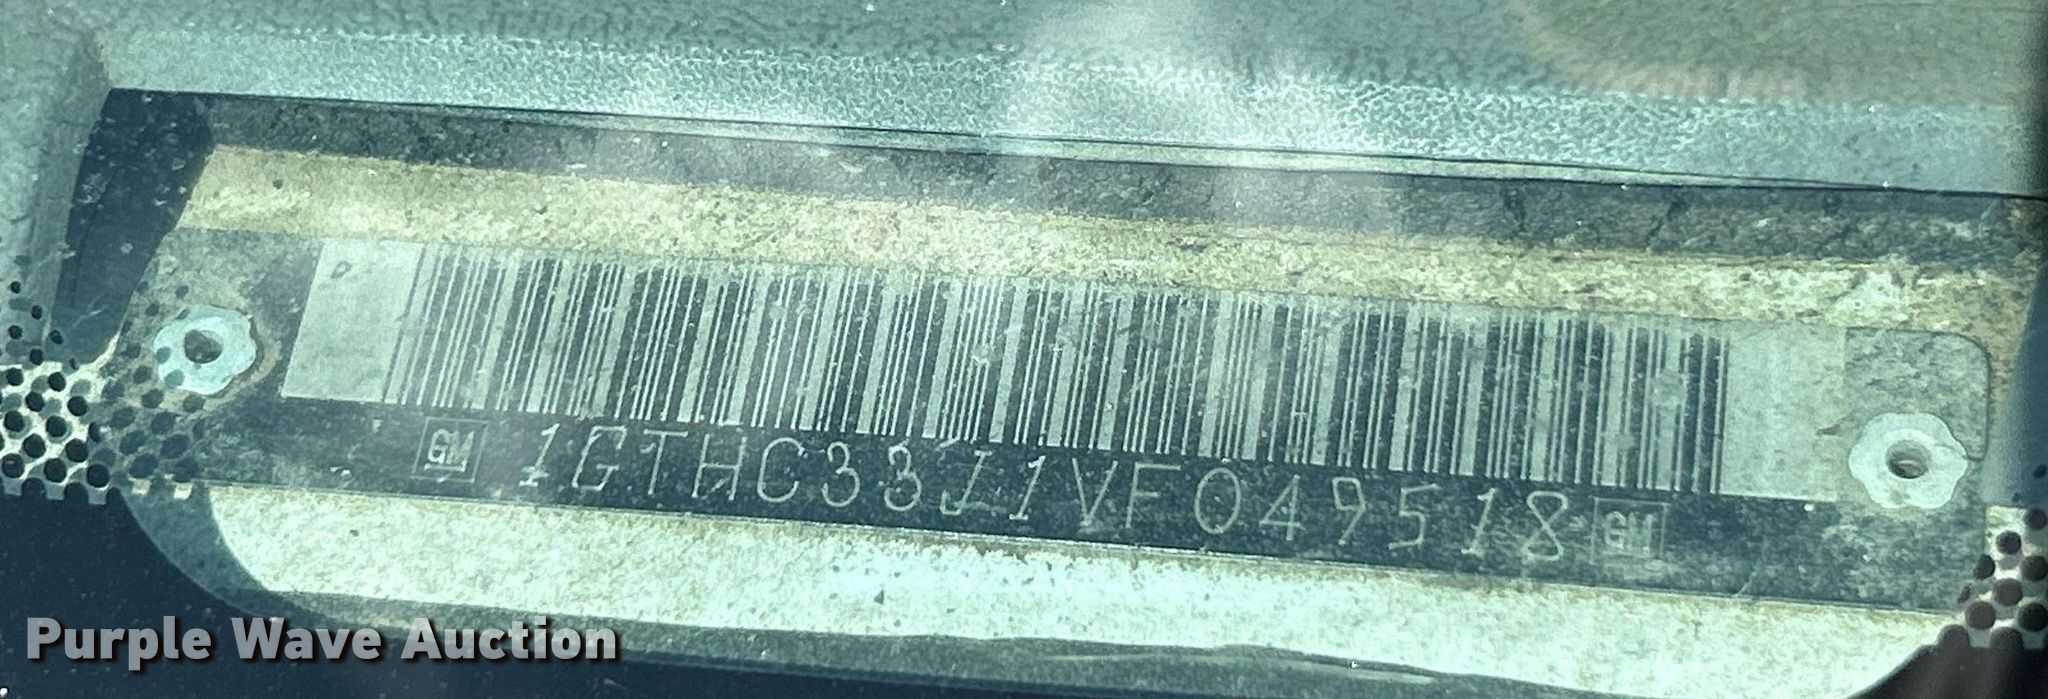 GM 1GTHC33J1VF049518 GM
Purple Wave Auction